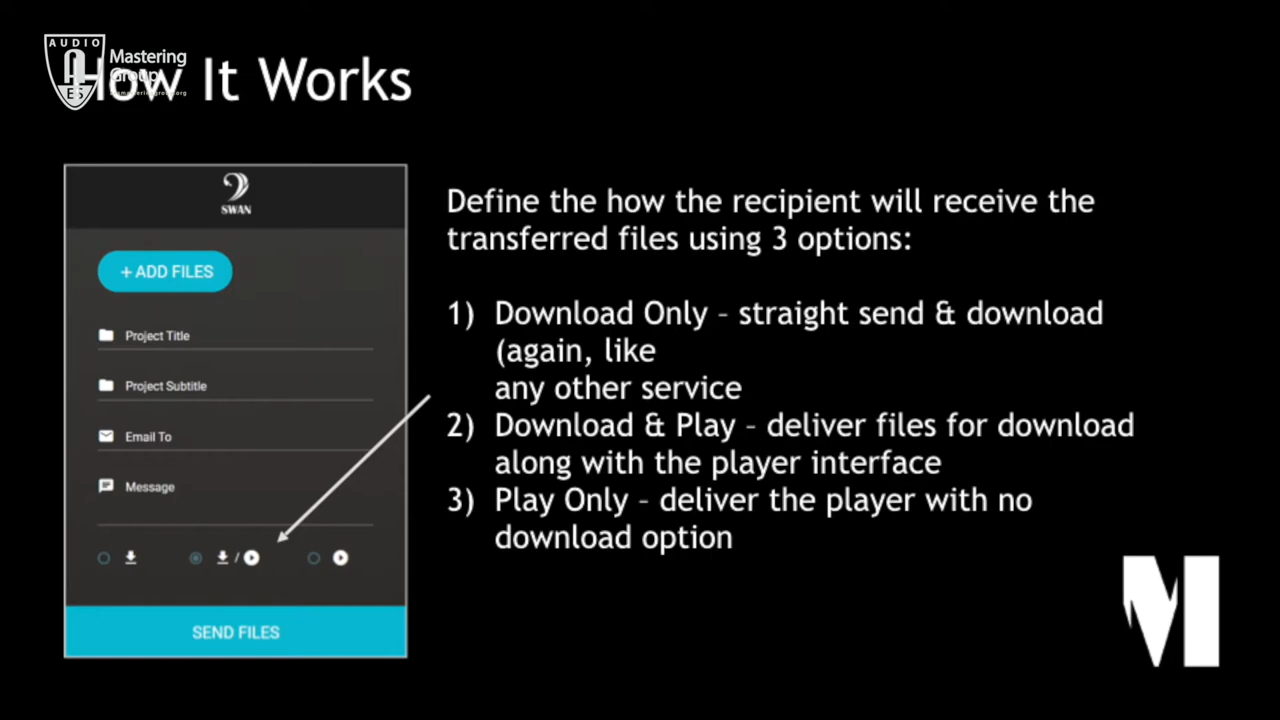 AUDIO
AES
Mastering
Group
How It Works
SWAN
+ ADD FILES
Project Title
Project Subtitle
Email To
Message
/
SEND FILES
Define the how the recipient will receive the
transferred files using 3 options:
1) Download Only – straight send & download
(again, like
any other service
2) Download & Play – deliver files for download
along with the player interface
3) Play Only – deliver the player with no
download option
M